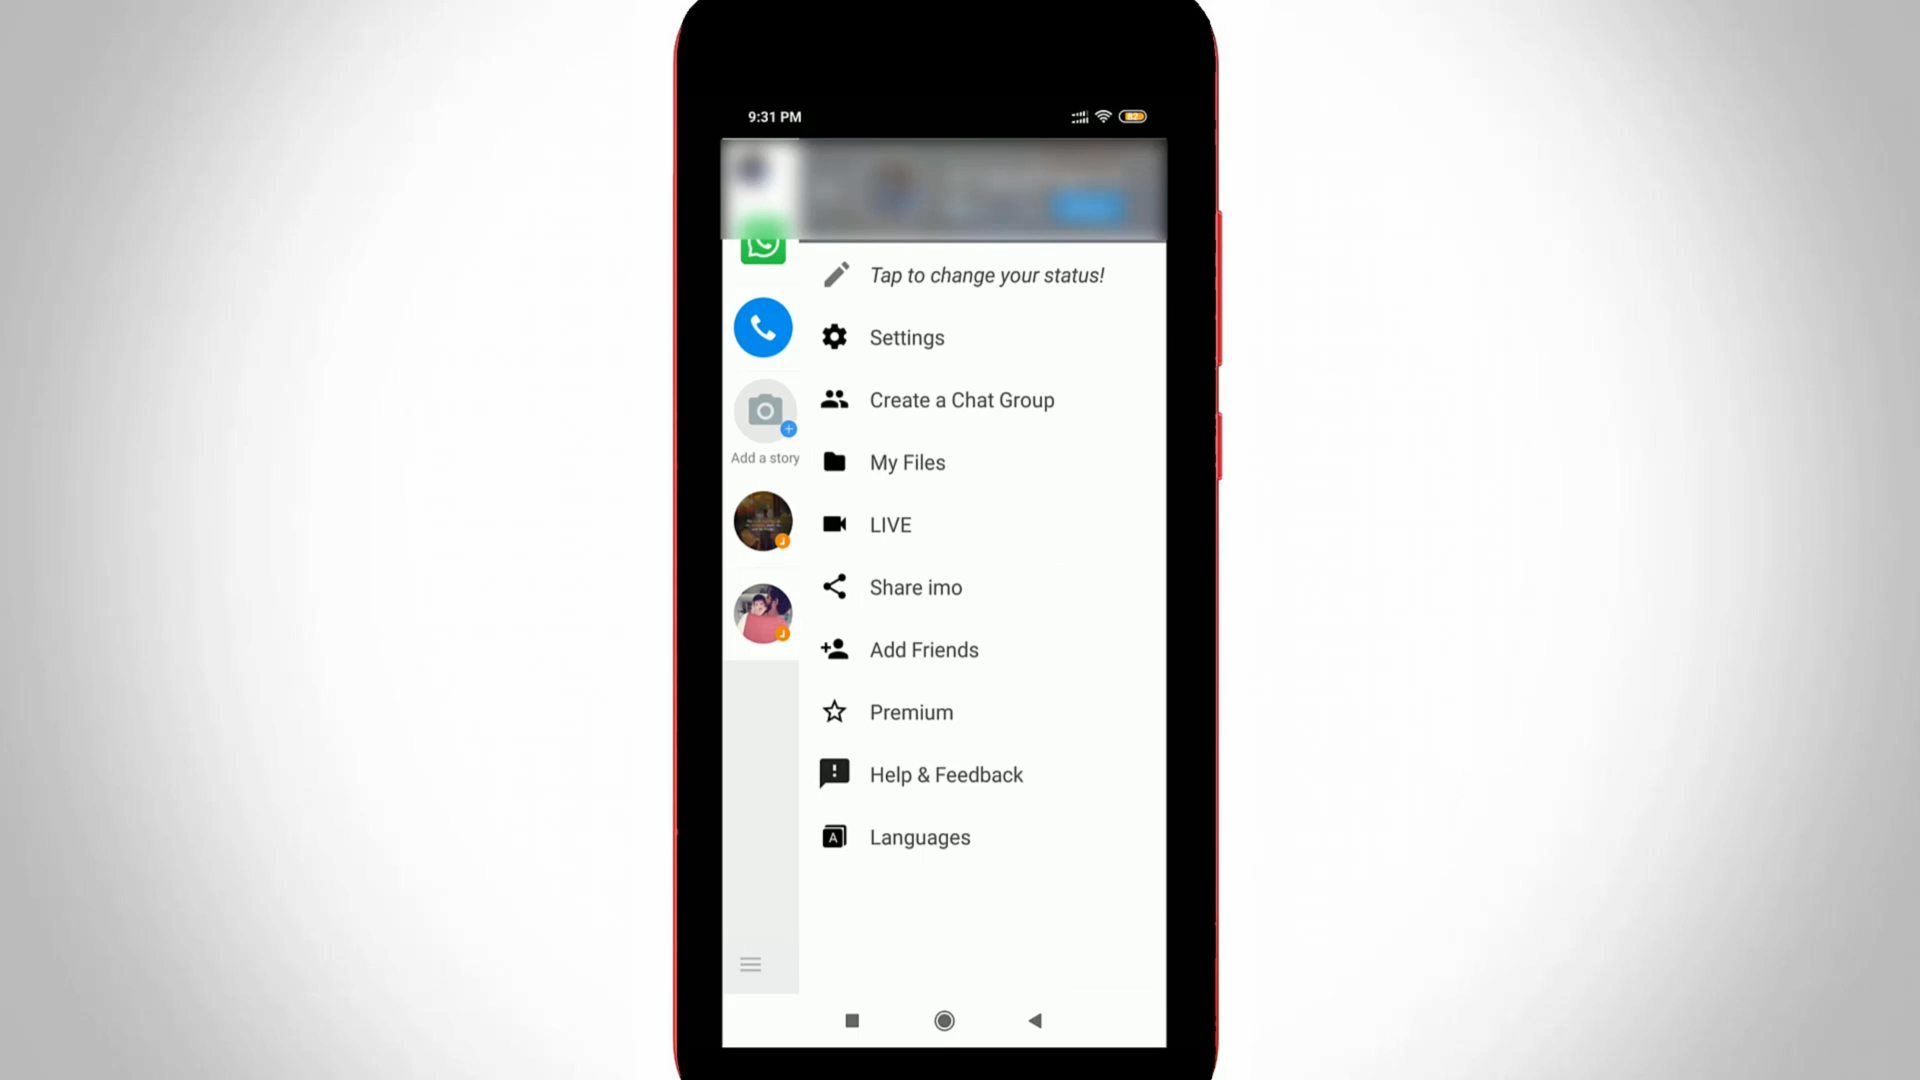 9:31 PM
82
Tap to change your status!
Settings
Create a Chat Group
My Files
Add a story
LIVE
Share imo
Add Friends
Premium
Help & Feedback
A
Languages